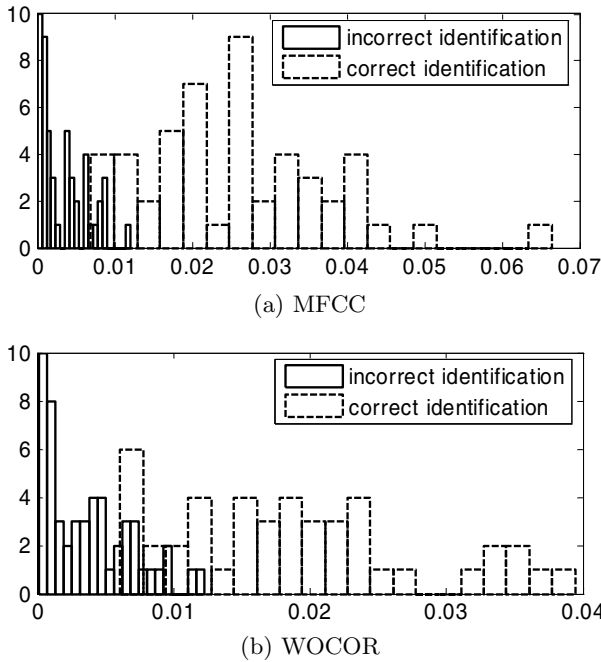 10
8
6
4
2
0
incorrect identification
correct identification
0 0.01 0.02 0.03 0.04 0.05 0.06 0.07
(a) MFCC
10
8
6
4
2
0
incorrect identification
correct identification
0 0.01 0.02 0.03 0.04
(b) WOCOR